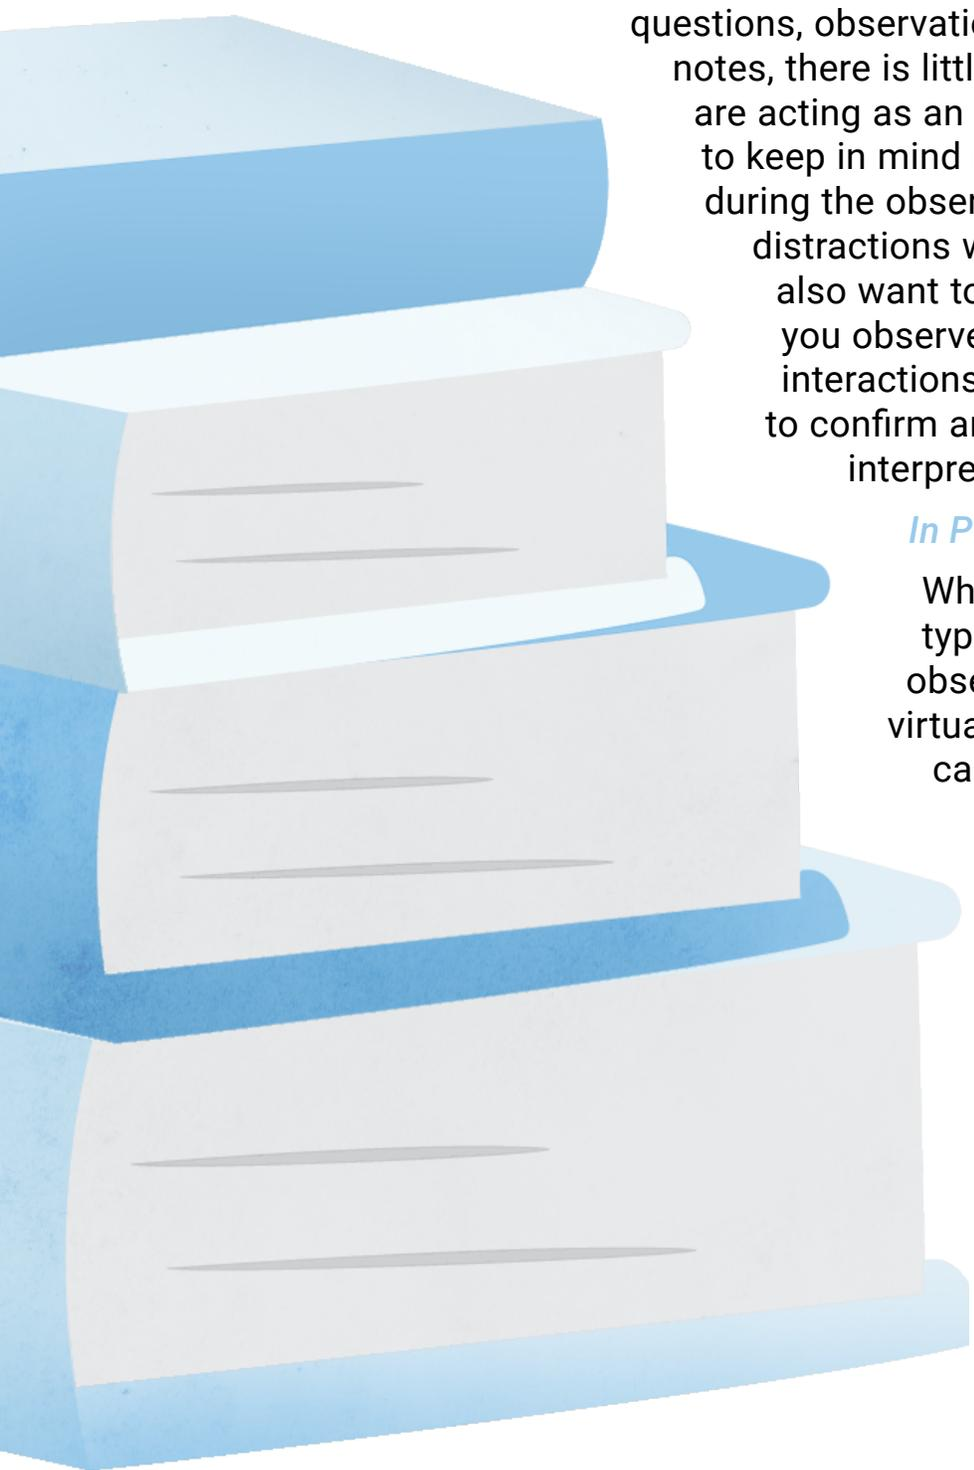 questions, observatio
notes, there is littl
are acting as an
to keep in mind
during the obser
distractions w
also want to
you observe
interactions
to confirm ar
interpre
In P
Wh
typ
obse
virtua
ca